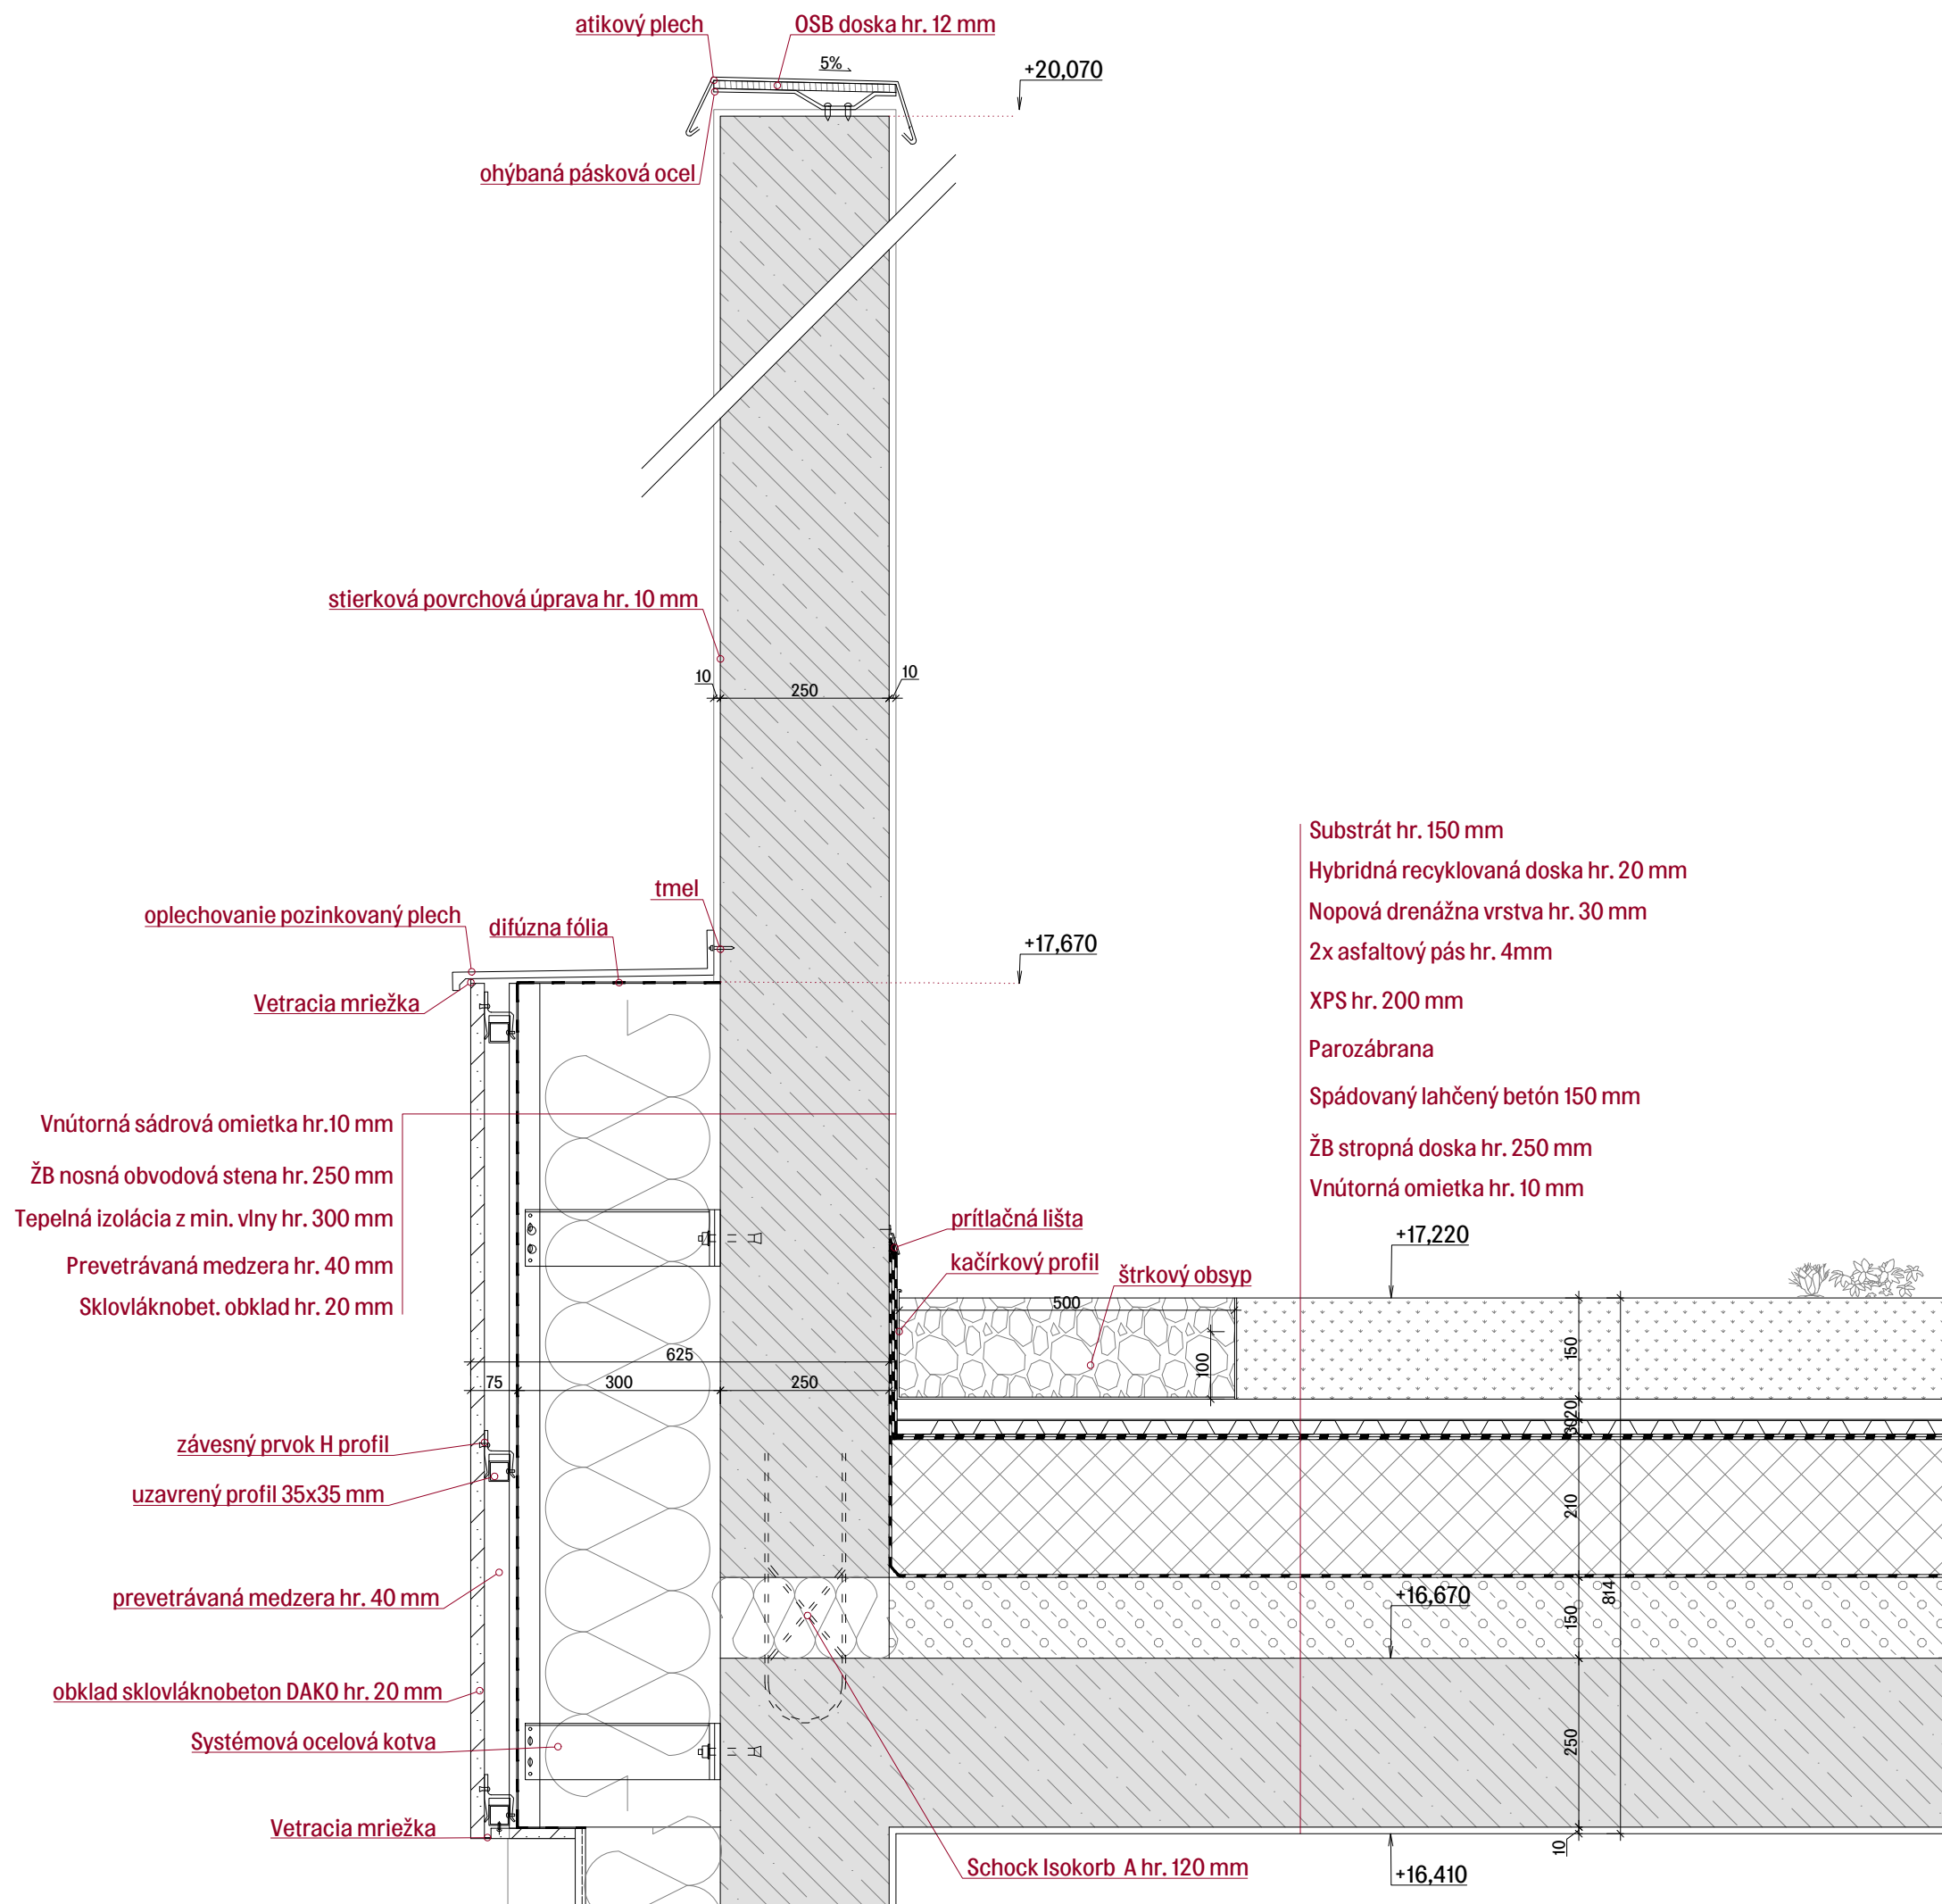 atikový plech
OSB doska hr. 12 mm
5%
+20,070
ohýbaná pásková ocel
stierková povrchová úprava hr. 10 mm
10
250
10
tmel
oplechovanie pozinkovaný plech
difúzna fólia
+17,670
Vetracia mriežka
Substrát hr. 150 mm
Hybridná recyklovaná doska hr. 20 mm
Nopová drenážna vrstva hr. 30 mm
2x asfaltový pás hr. 4mm
XPS hr. 200 mm
Parozábrana
Spádovaný lahčený betón 150 mm
ŽB stropná doska hr. 250 mm
Vnútorná omietka hr. 10 mm
Vnútorná sádrová omietka hr.10 mm
ŽB nosná obvodová stena hr. 250 mm
Tepelná izolácia z min. vlny hr. 300 mm
Prevetrávaná medzera hr. 40 mm
Sklovláknobet. obklad hr. 20 mm
prítlačná lišta
kačírkový profil
štrkový obsyp
+17,220
500
100
150
625
75
300
250
20
30
závesný prvok H profil
uzavrený profil 35x35 mm
210
prevetrávaná medzera hr. 40 mm
+16,670
150
814
obklad sklovláknobeton DAKO hr. 20 mm
Systémová ocelová kotva
250
Vetracia mriežka
10
Schock Isokorb A hr. 120 mm
+16,410